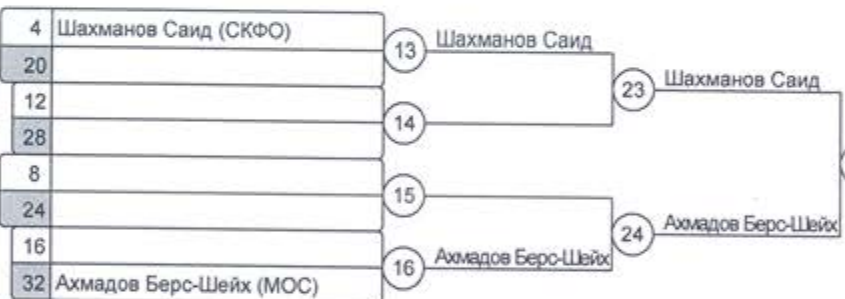 4 Шахманов Саид (СКФО)
13 Шахманов Саид
20
23 Шахманов Саид
12
14
28
8
15
24
24 Ахмадов Берс-Шейх
16
16 Ахмадов Берс-Шейх
32 Ахмадов Берс-Шейх (МОС)